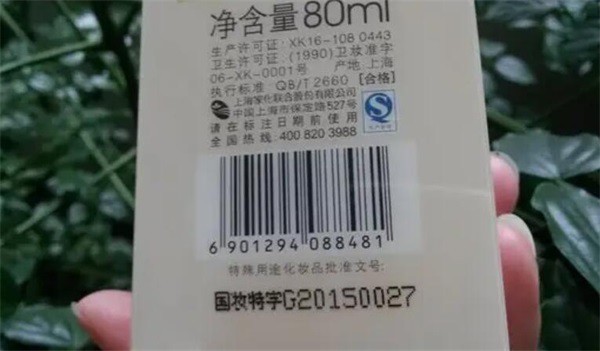 净含量80ml
生产许可证：XK16-108 0443
卫生许可证：(1990)卫妆准字
06-XK-0001号 产地 上海
执行标准：QB/T 2660 [合格]
上海家化联合股份有限公司
中国上海市保定路527号
请在标注日期前使用
全国热线：400 820 3988
QS
6 901294 088481
特殊用途化妆品批准文号：
国妆特字G20150027